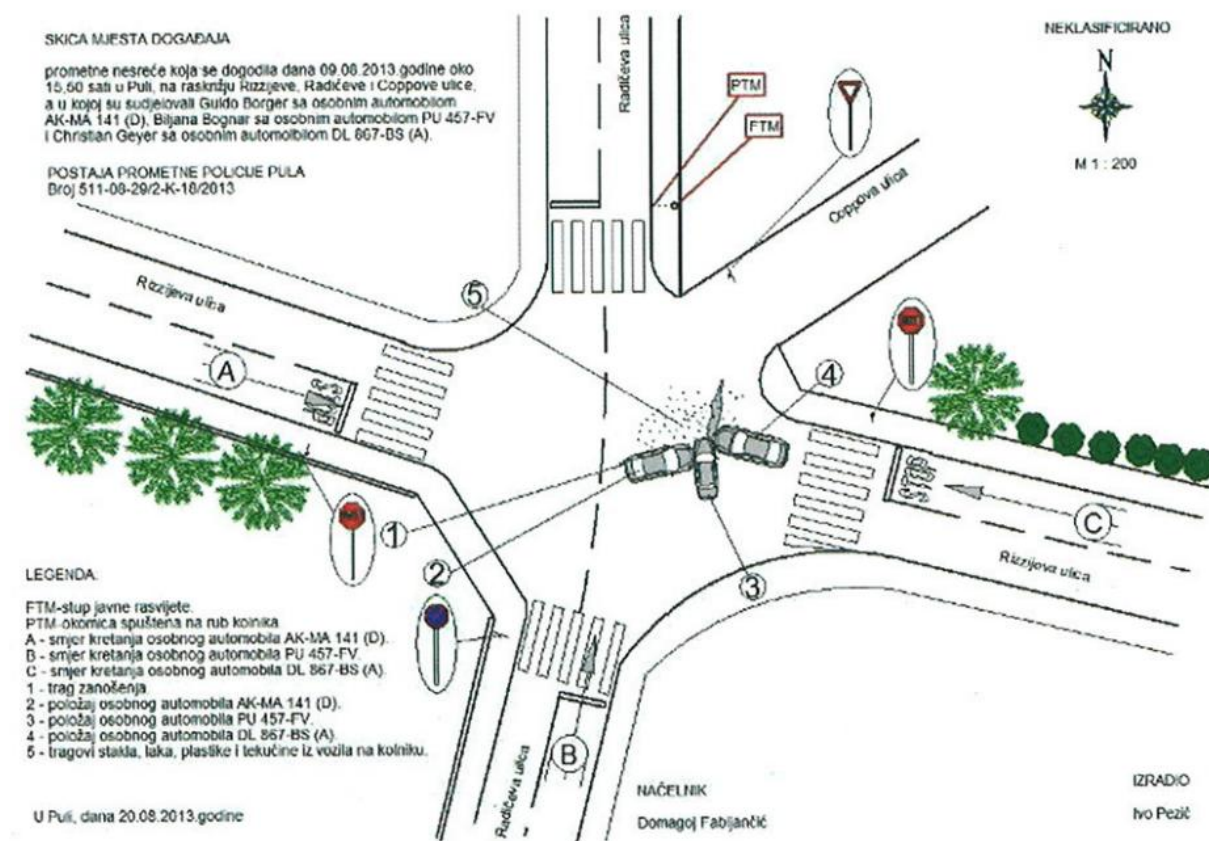 SKICA MJESTA DOGAĐAJA
prometne nesreće koja se dogodila dana 09.08.2013.godine oko
15,50 sati u Puli, na raskrižju Rizzijeve, Radićeve i Coppove ulice,
a u kojoj su sudjelovali Guido Borger sa osobnim automobilom
AK-MA 141 (D), Biljana Bognar sa osobnim automobilom PU 457-FV
i Christian Geyer sa osobnim automoibilom DL 867-BS (A).
POSTAJA PROMETNE POLICIJE PULA
Broj 511-08-29/2-K-18/2013
NEKLASIFICIRANO
N
M 1 : 200
Radićeva ulica
PTM
FTM
Coppova ulica
Rizzijeva ulica
5
A
4
C
Rizzijeva ulica
1
2
3
B
Radićeva ulica
LEGENDA:
FTM-stup javne rasvijete.
PTM-okomica spuštena na rub kolnika
A - smjer kretanja osobnog automobila AK-MA 141 (D).
B - smjer kretanja osobnog automobila PU 457-FV.
C - smjer kretanja osobnog automobila DL 867-BS (A).
1 - trag zanošenja.
2 - položaj osobnog automobila AK-MA 141 (D).
3 - položaj osobnog automobila PU 457-FV.
4 - položaj osobnog automobila DL 867-BS (A).
5 - tragovi stakla, laka, plastike i tekućine iz vozila na kolniku.
U Puli, dana 20.08.2013.godine
NAČELNIK
Domagoj Fabijančić
IZRADIO
Ivo Pezić